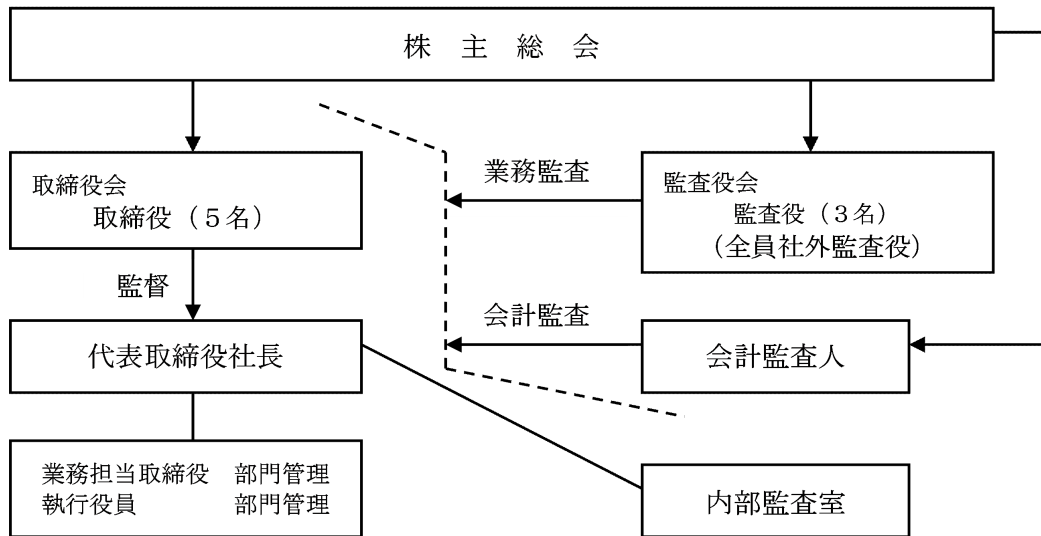 株 主 総 会
取締役会
取締役(5名)
業務監査
監査役会
監査役(3名)
(全員社外監査役)
監督
代表取締役社長
会計監査
会計監査人
業務担当取締役 部門管理
執行役員 部門管理
内部監査室